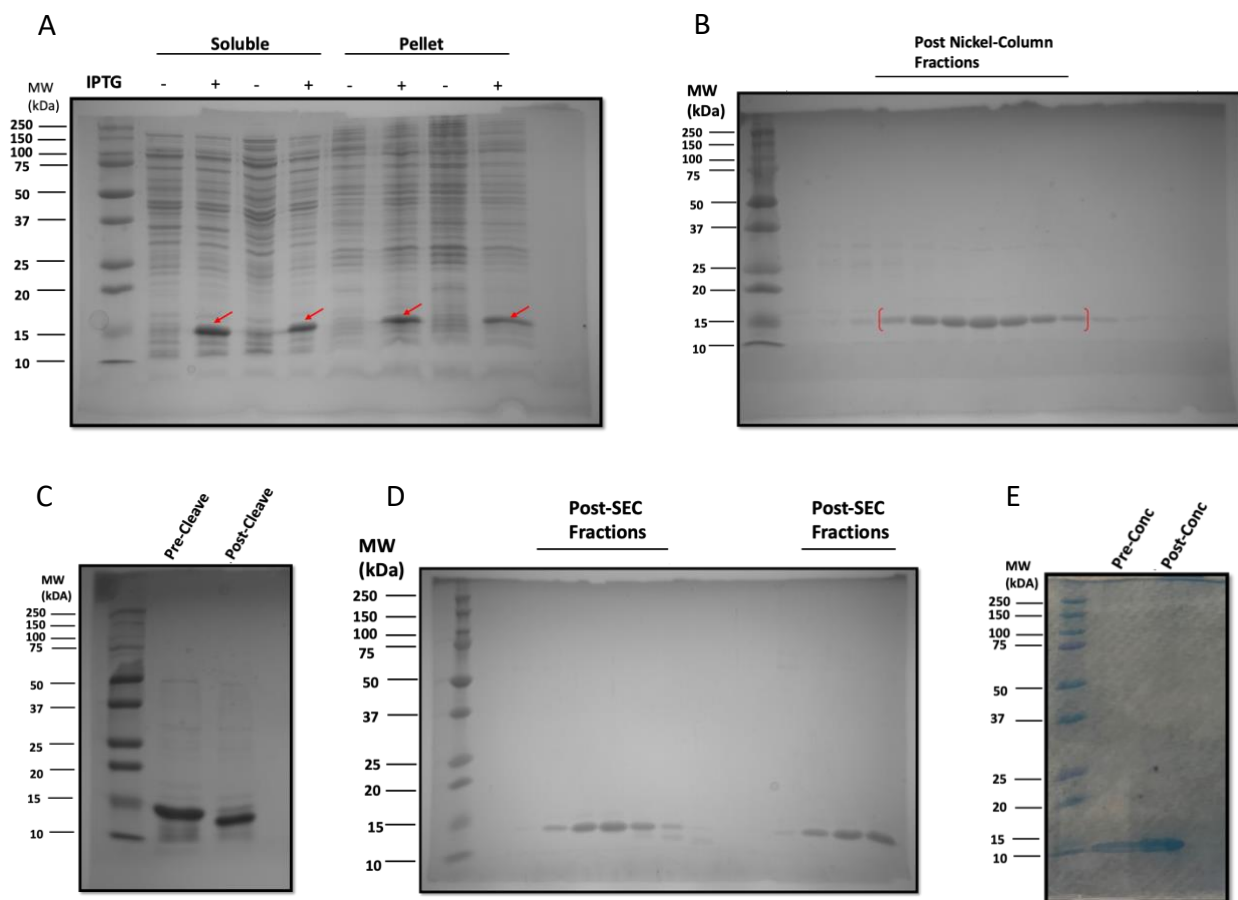 A
Soluble
Pellet
IPTG - + - + - + - +
MW
(kDa)
250
150
100
75
50
37
25
20
15
10
B
Post Nickel-Column
Fractions
MW
(kDa)
250
150
100
75
50
37
25
20
15
10
C
Pre-Cleave
Post-Cleave
MW
(kDA)
250
150
100
75
50
37
25
20
15
10
D
Post-SEC
Fractions
Post-SEC
Fractions
MW
(kDa)
250
150
100
75
50
37
25
20
15
10
E
Pre-Conc
Post-Conc
MW
(kDA)
250
150
100
75
50
37
25
20
15
10